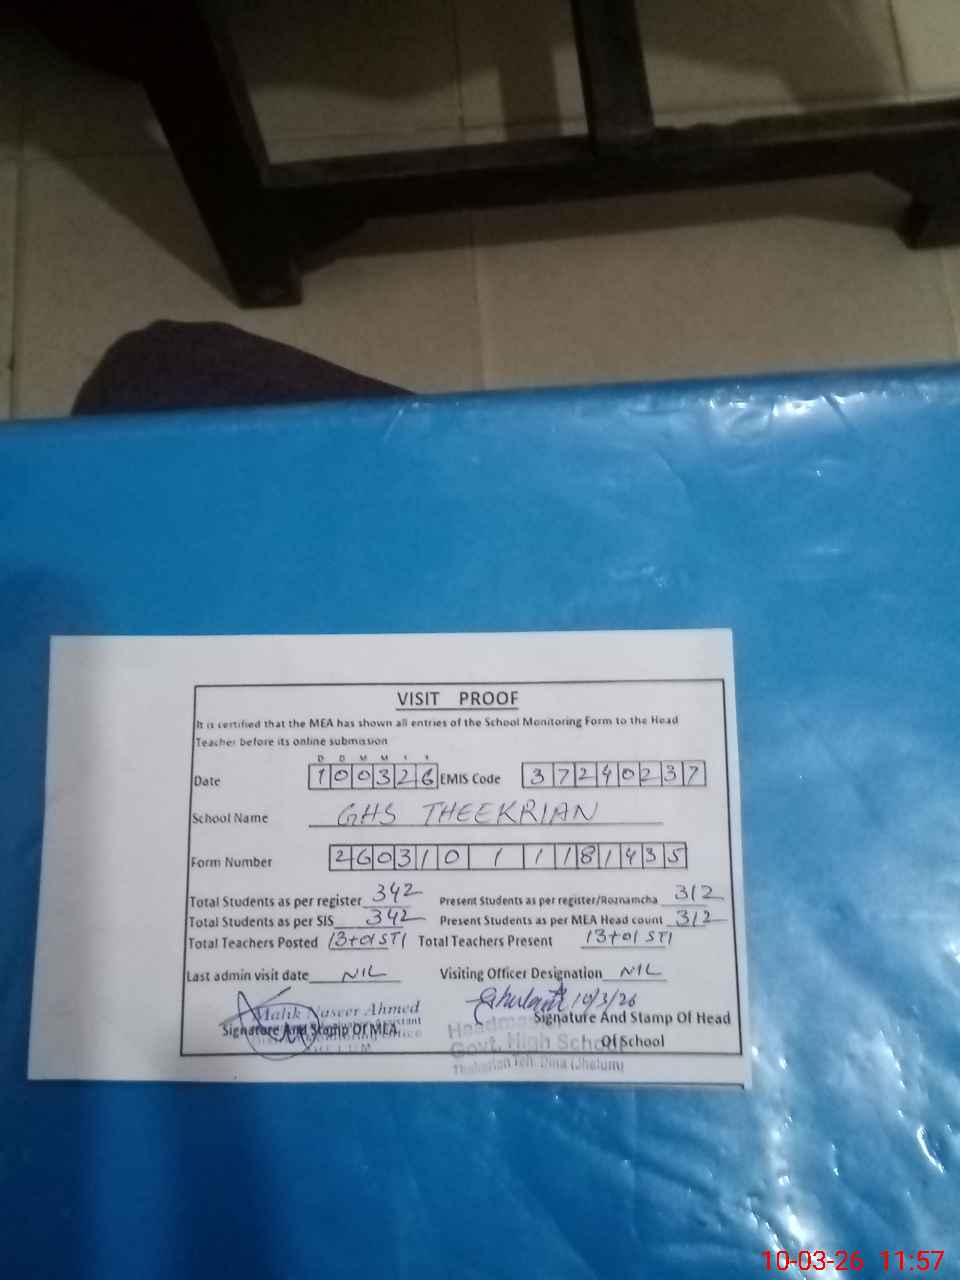 VISIT PROOF
It is certified that the MEA has shown all entries of the School Monitoring Form to the Head
Teacher before its online submission
D D M M Y Y
Date 1 0 0 3 2 6 EMIS Code 3 7 2 4 0 2 3 7
School Name GHS THEEKRIAN
Form Number 2 6 0 3 1 0 1 1 1 8 1 4 3 5
Total Students as per register 342 Present Students as per register/Roznamcha 312
Total Students as per SIS 342 Present Students as per MEA Head count 312
Total Teachers Posted 13+01 STI Total Teachers Present 13+01 STI
Last admin visit date NIL Visiting Officer Designation NIL
Malik Naseer Ahmed 10/3/26
Signature And Stamp Of MEA Signature And Stamp Of Head
Of School
Govt. High School
Teh. Dina (Jhelum)
10-03-26 11:57